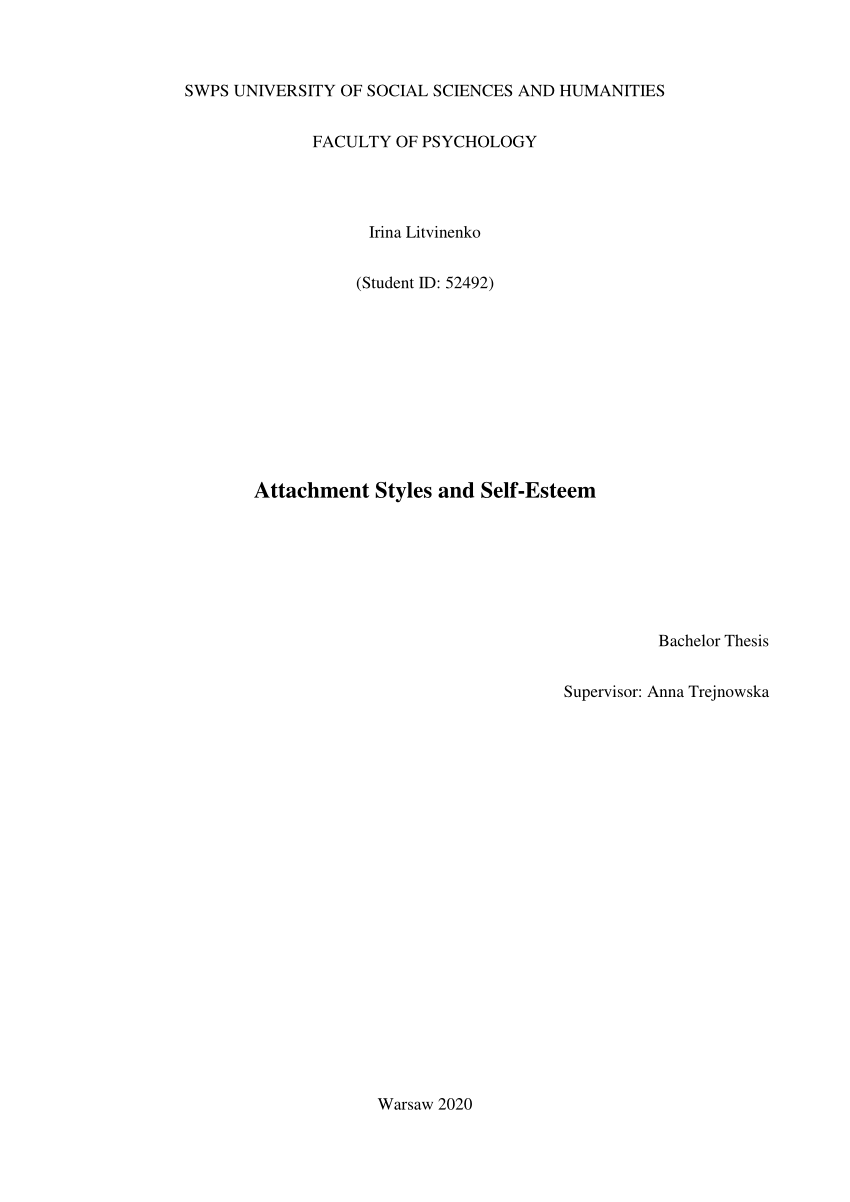 SWPS UNIVERSITY OF SOCIAL SCIENCES AND HUMANITIES
FACULTY OF PSYCHOLOGY
Irina Litvinenko
(Student ID: 52492)
Attachment Styles and Self-Esteem
Bachelor Thesis
Supervisor: Anna Trejnowska
Warsaw 2020